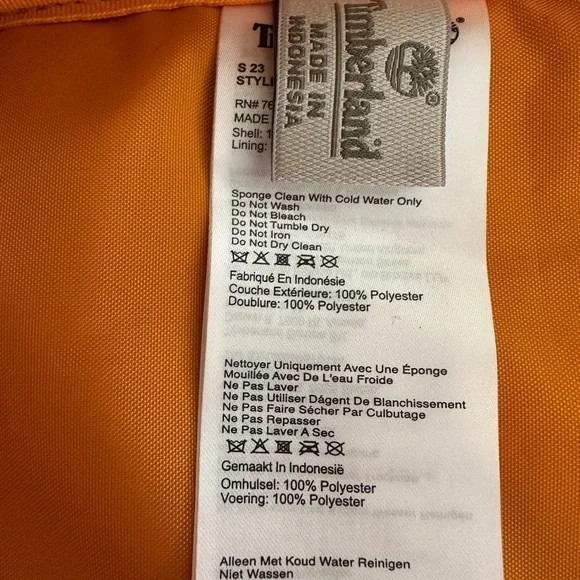 Timberland
MADE IN
INDONESIA
S 23
RN# 76
MADE
Shell: 1
Lining:
Sponge Clean With Cold Water Only
Do Not Wash
Do Not Bleach
Do Not Tumble Dry
Do Not Iron
Do Not Dry Clean
Fabriqué En Indonésie
Couche Extérieure: 100% Polyester
Doublure: 100% Polyester
Nettoyer Uniquement Avec Une Éponge
Mouillée Avec De L'eau Froide
Ne Pas Laver
Ne Pas Utiliser Dágent De Blanchissement
Ne Pas Faire Sécher Par Culbutage
Ne Pas Repasser
Ne Pas Laver A Sec
Gemaakt In Indonesië
Omhulsel: 100% Polyester
Voering: 100% Polyester
Alleen Met Koud Water Reinigen
Niet Wassen